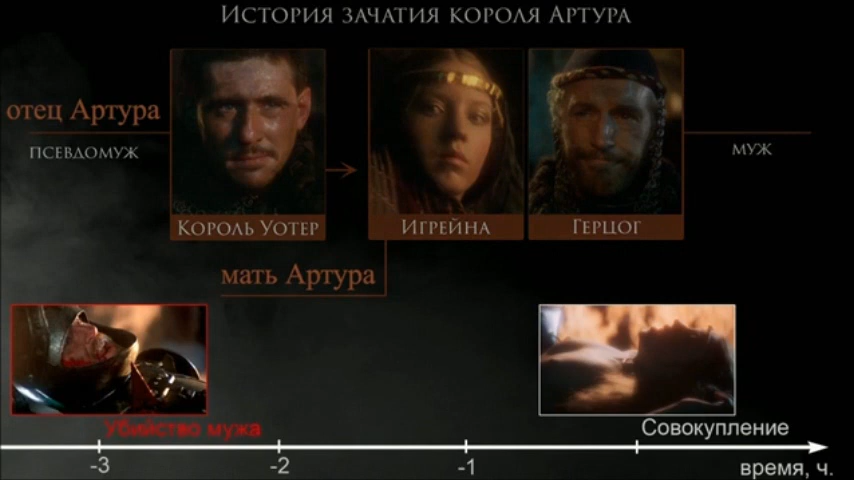 История зачатия короля Артура
отец Артура
псевдомуж
муж
Король Уотер
Игрейна
Герцог
мать Артура
Убийство мужа
Совокупление
-3
-2
-1
время, ч.